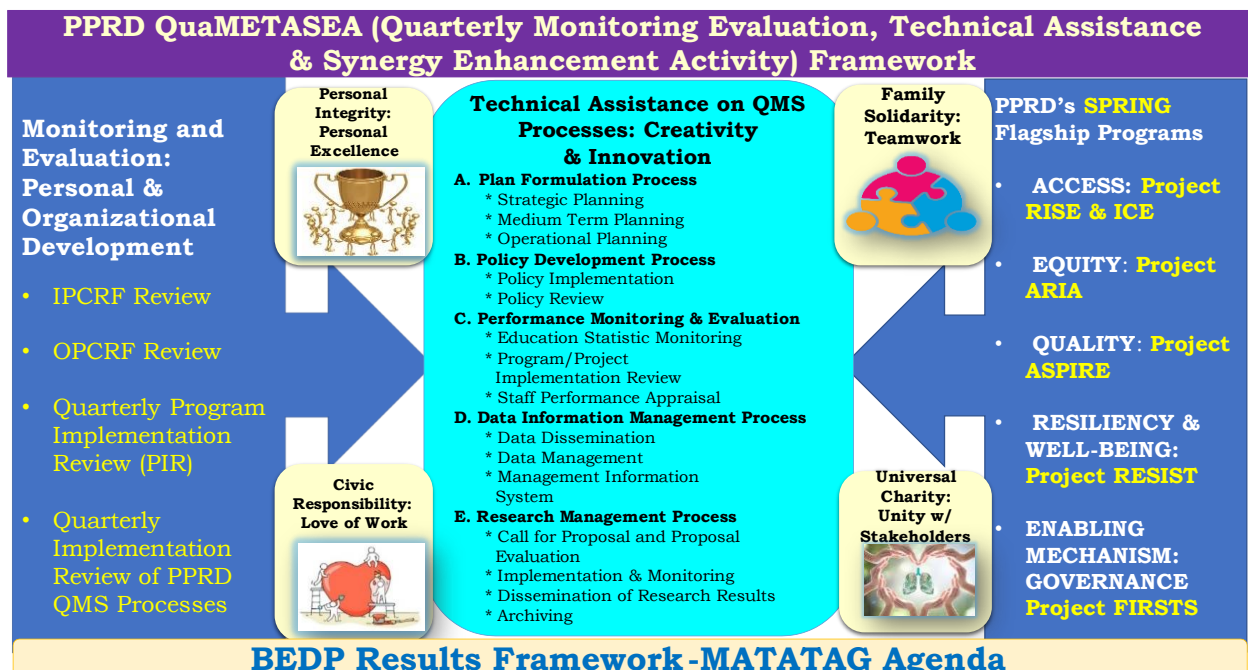 PPRD QuaMETASEA (Quarterly Monitoring Evaluation, Technical Assistance
& Synergy Enhancement Activity) Framework
Monitoring and
Evaluation:
Personal &
Organizational
Development
• IPCRF Review
• OPCRF Review
• Quarterly Program
Implementation
Review (PIR)
• Quarterly
Implementation
Review of PPRD
QMS Processes
Personal
Integrity:
Personal
Excellence
Civic
Responsibility:
Love of Work
Technical Assistance on QMS
Processes: Creativity
& Innovation
A. Plan Formulation Process
* Strategic Planning
* Medium Term Planning
* Operational Planning
B. Policy Development Process
* Policy Implementation
* Policy Review
C. Performance Monitoring & Evaluation
* Education Statistic Monitoring
* Program/Project
Implementation Review
* Staff Performance Appraisal
D. Data Information Management Process
* Data Dissemination
* Data Management
* Management Information
System
E. Research Management Process
* Call for Proposal and Proposal
Evaluation
* Implementation & Monitoring
* Dissemination of Research Results
* Archiving
Family
Solidarity:
Teamwork
Universal
Charity:
Unity w/
Stakeholders
PPRD's SPRING
Flagship Programs
• ACCESS: Project
RISE & ICE
• EQUITY: Project
ARIA
• QUALITY: Project
ASPIRE
• RESILIENCY &
WELL-BEING:
Project RESIST
• ENABLING
MECHANISM:
GOVERNANCE
Project FIRSTS
BEDP Results Framework-MATATAG Agenda